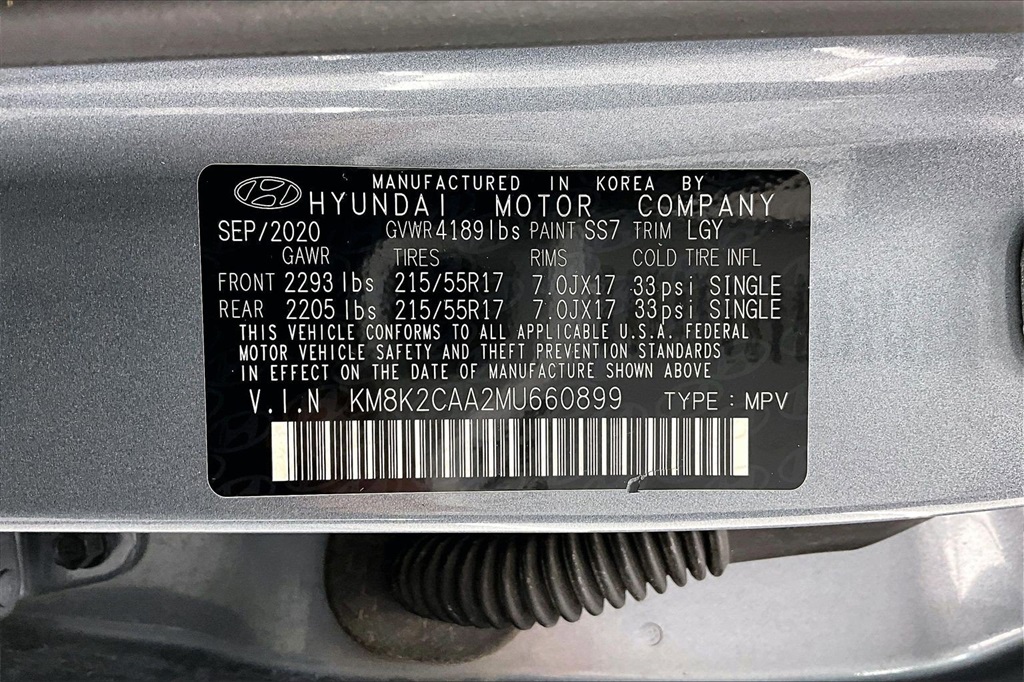 MANUFACTURED IN KOREA BY
HYUNDAI MOTOR COMPANY
SEP/2020 GVWR 4189lbs PAINT SS7 TRIM LGY
GAWR TIRES RIMS COLD TIRE INFL
FRONT 2293lbs 215/55R17 7.0JX17 33psi SINGLE
REAR 2205lbs 215/55R17 7.0JX17 33psi SINGLE
THIS VEHICLE CONFORMS TO ALL APPLICABLE U.S.A. FEDERAL
MOTOR VEHICLE SAFETY AND THEFT PREVENTION STANDARDS
IN EFFECT ON THE DATE OF MANUFACTURE SHOWN ABOVE
V.I.N KM8K2CAA2MU660899 TYPE : MPV